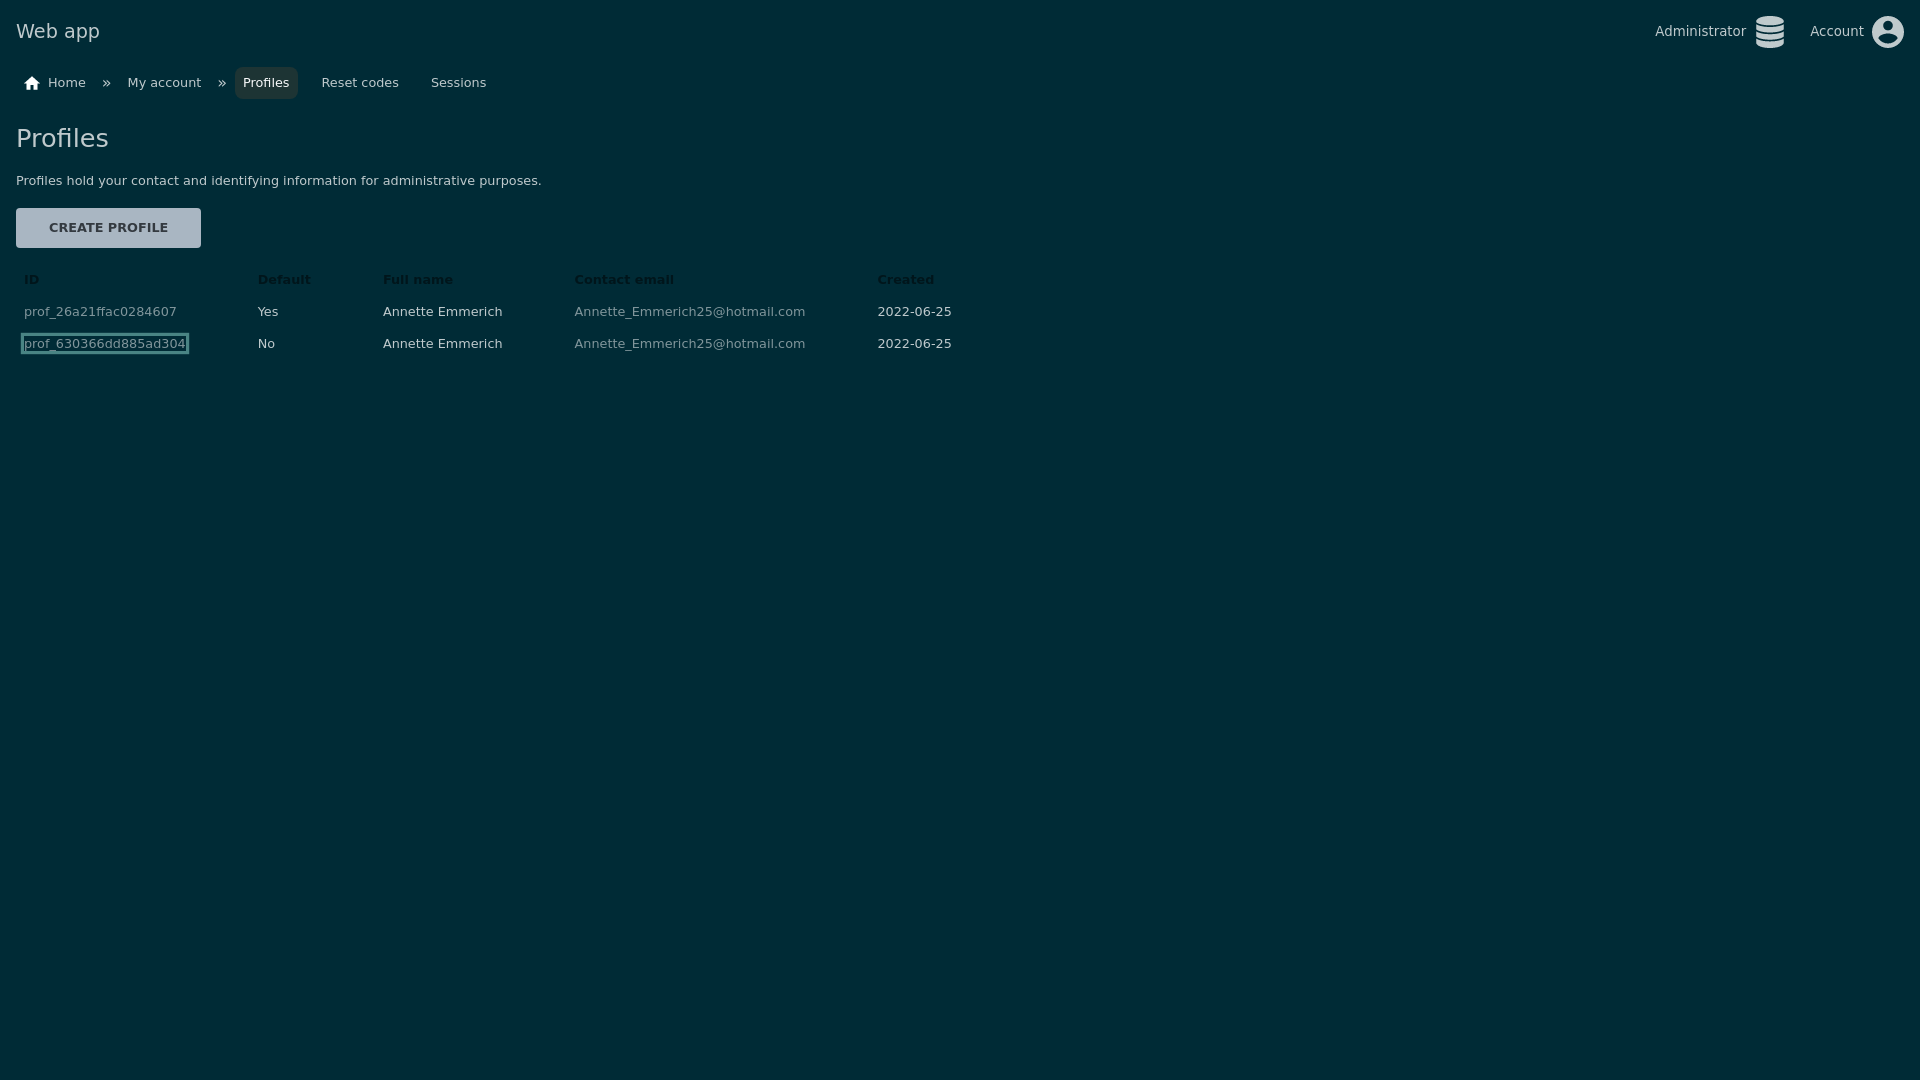 Web app
Administrator
Account
Home » My account » Profiles Reset codes Sessions
Profiles
Profiles hold your contact and identifying information for administrative purposes.
CREATE PROFILE
ID Default Full name Contact email Created
prof_26a21ffac0284607 Yes Annette Emmerich Annette_Emmerich25@hotmail.com 2022-06-25
prof_630366dd885ad304 No Annette Emmerich Annette_Emmerich25@hotmail.com 2022-06-25